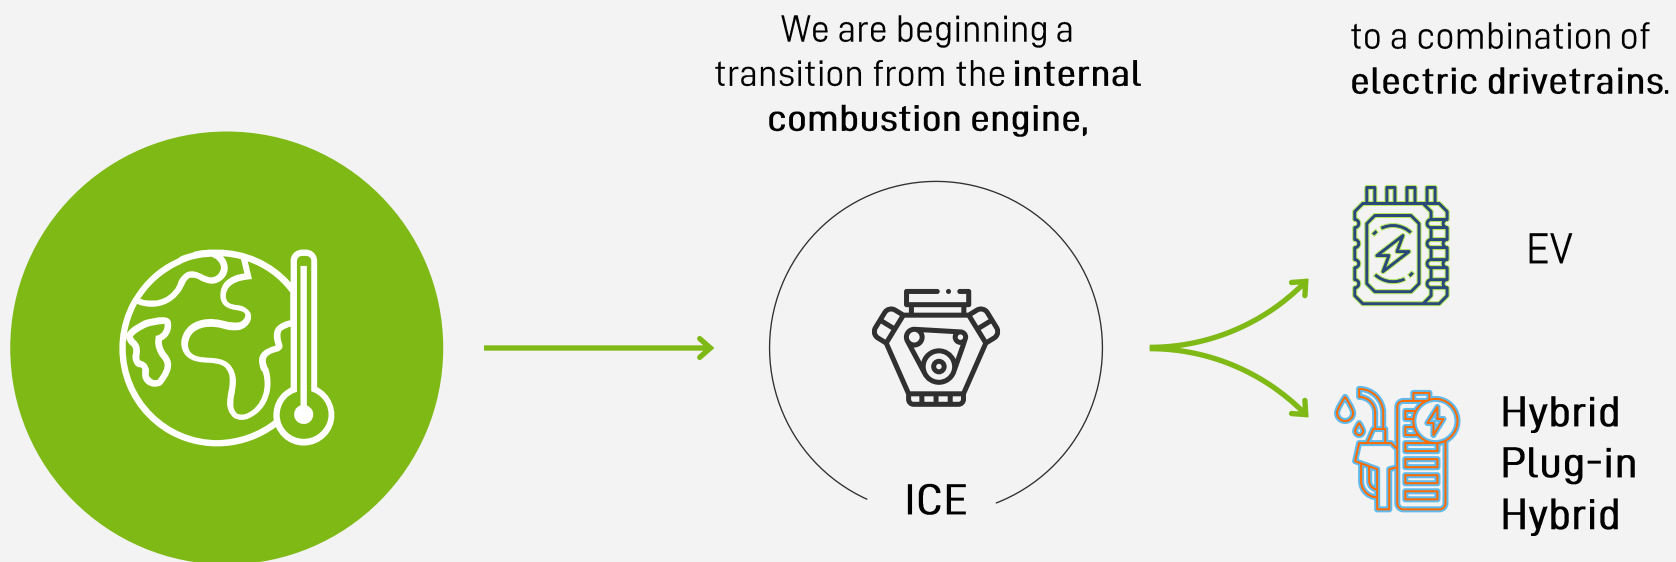 We are beginning a
transition from the internal
combustion engine,
to a combination of
electric drivetrains.
ICE
EV
Hybrid
Plug-in
Hybrid